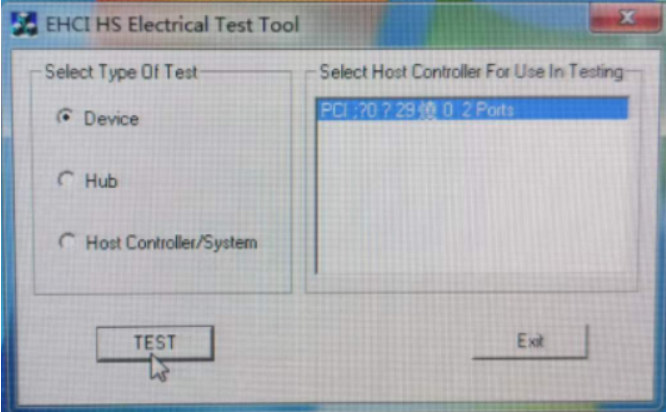 EHCI HS Electrical Test Tool
Select Type Of Test
Device
Hub
Host Controller/System
Select Host Controller For Use In Testing
PCI ;?0 ? 29 0 2 Ports
TEST
Exit